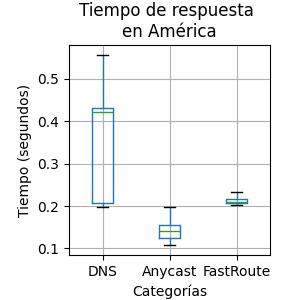 Tiempo de respuesta
en América
0.5
0.4
0.3
0.2
0.1
Tiempo (segundos)
DNS Anycast FastRoute
Categorías